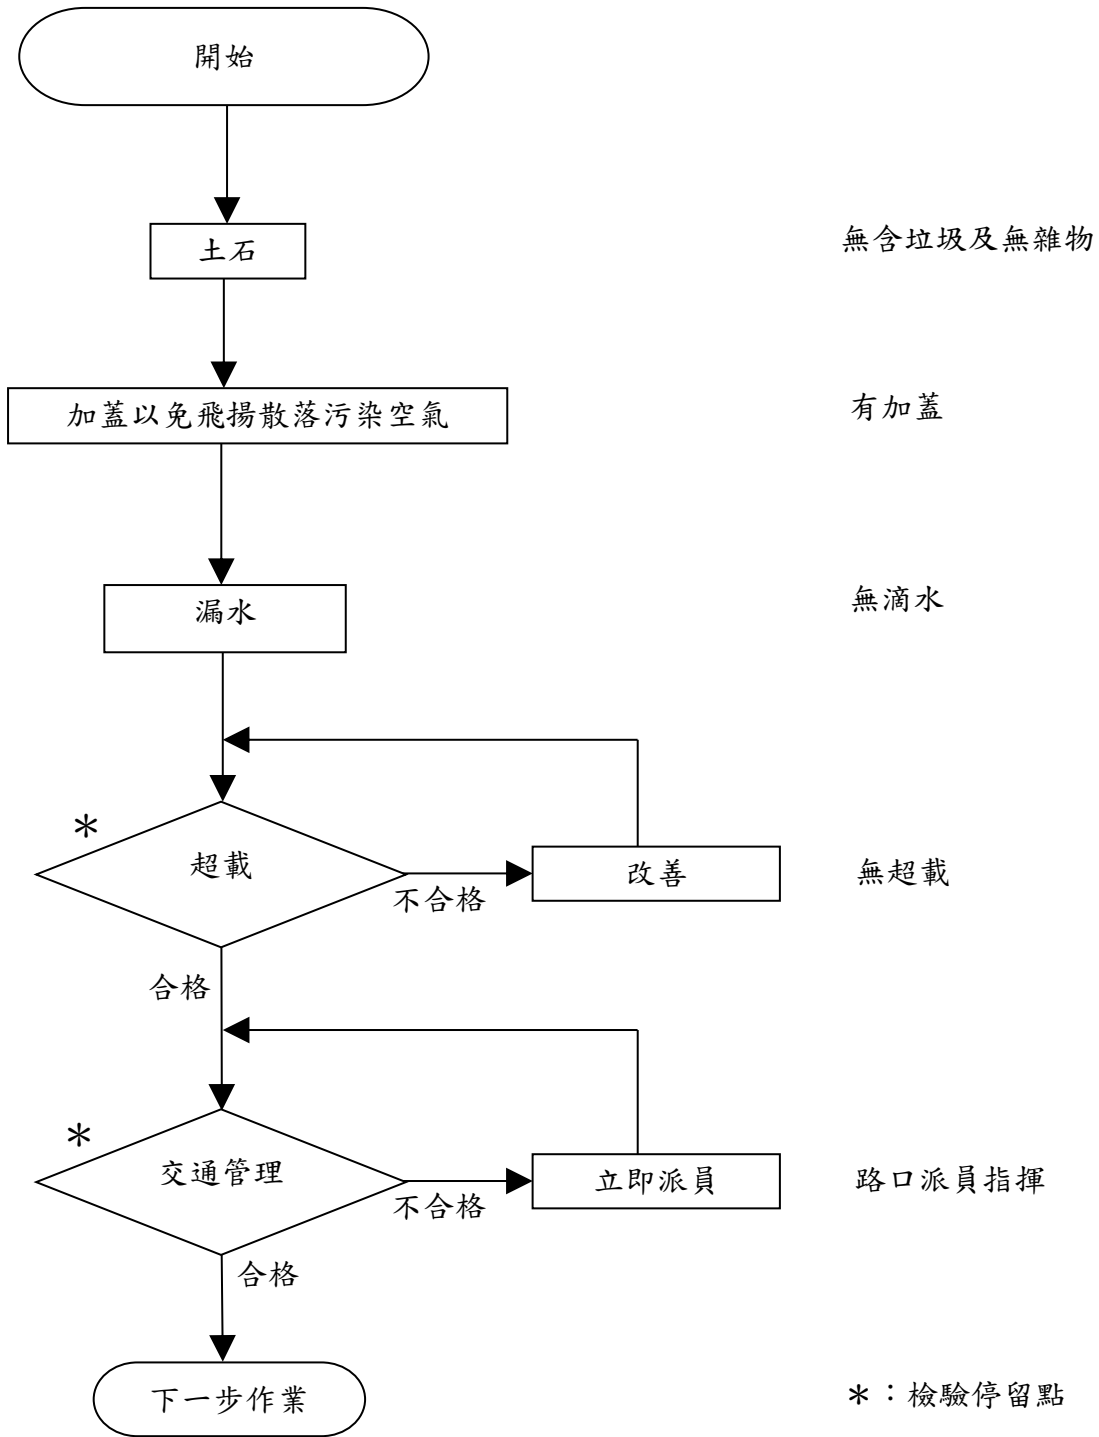 開始
土石
無含垃圾及無雜物
加蓋以免飛揚散落污染空氣
有加蓋
漏水
無滴水
＊
超載
不合格
改善
無超載
合格
＊
交通管理
不合格
立即派員
路口派員指揮
合格
下一步作業
＊：檢驗停留點